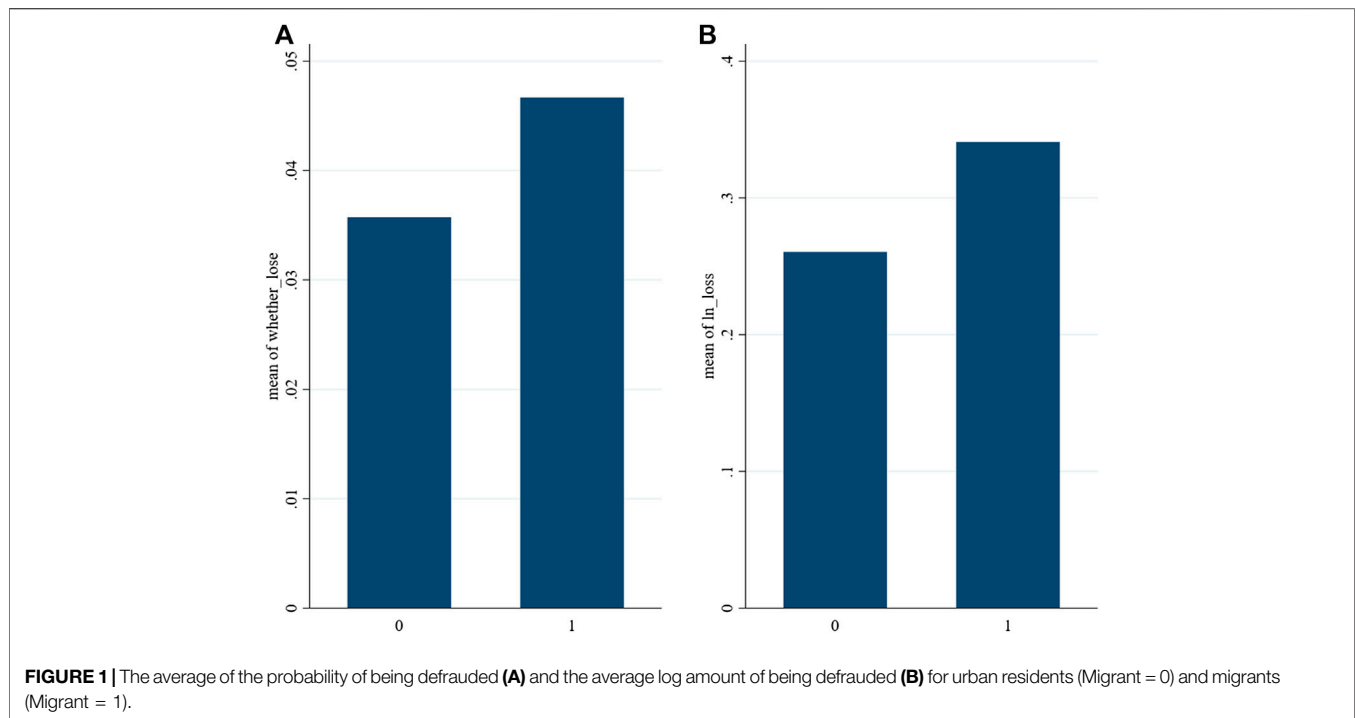 A
B
.05
.04
.03
.02
.01
0
mean of whether_lose
0
1
.4
.3
.2
.1
0
mean of ln_loss
0
1
FIGURE 1 | The average of the probability of being defrauded (A) and the average log amount of being defrauded (B) for urban residents (Migrant = 0) and migrants
(Migrant = 1).